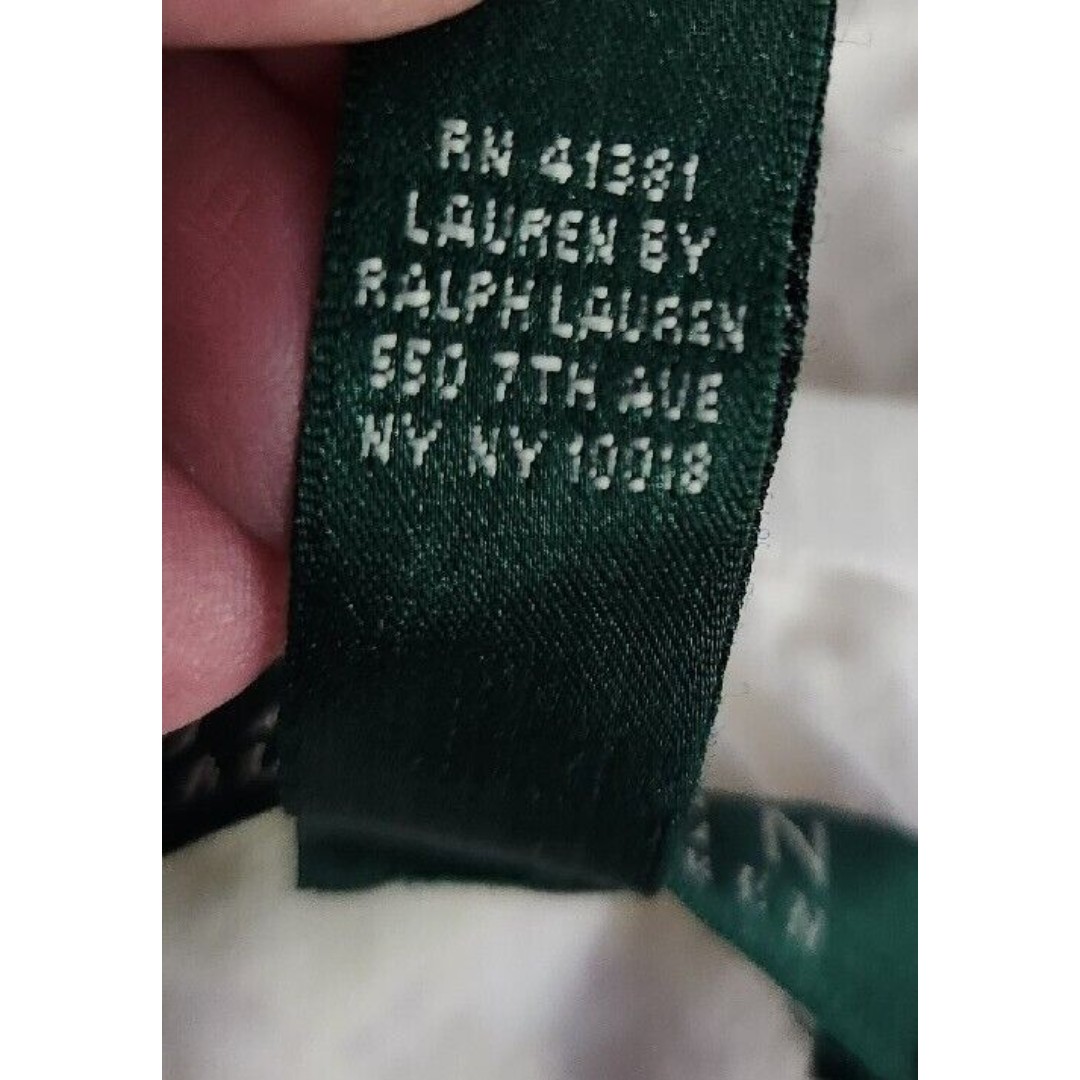 RN 41381
LAUREN BY
RALPH LAUREN
550 7TH AVE
NY NY 10018